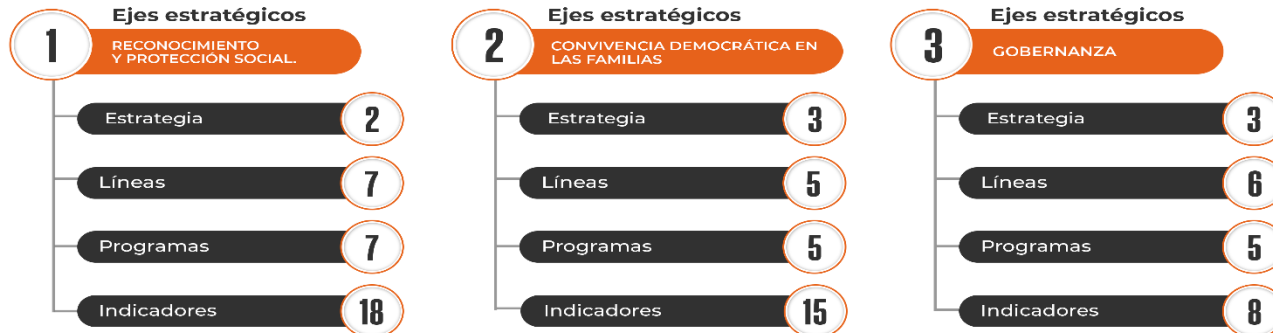 Ejes estratégicos
1
RECONOCIMIENTO
Y PROTECCIÓN SOCIAL.
Estrategia 2
Líneas 7
Programas 7
Indicadores 18
Ejes estratégicos
2
CONVIVENCIA DEMOCRÁTICA EN
LAS FAMILIAS
Estrategia 3
Líneas 5
Programas 5
Indicadores 15
Ejes estratégicos
3
GOBERNANZA
Estrategia 3
Líneas 6
Programas 5
Indicadores 8